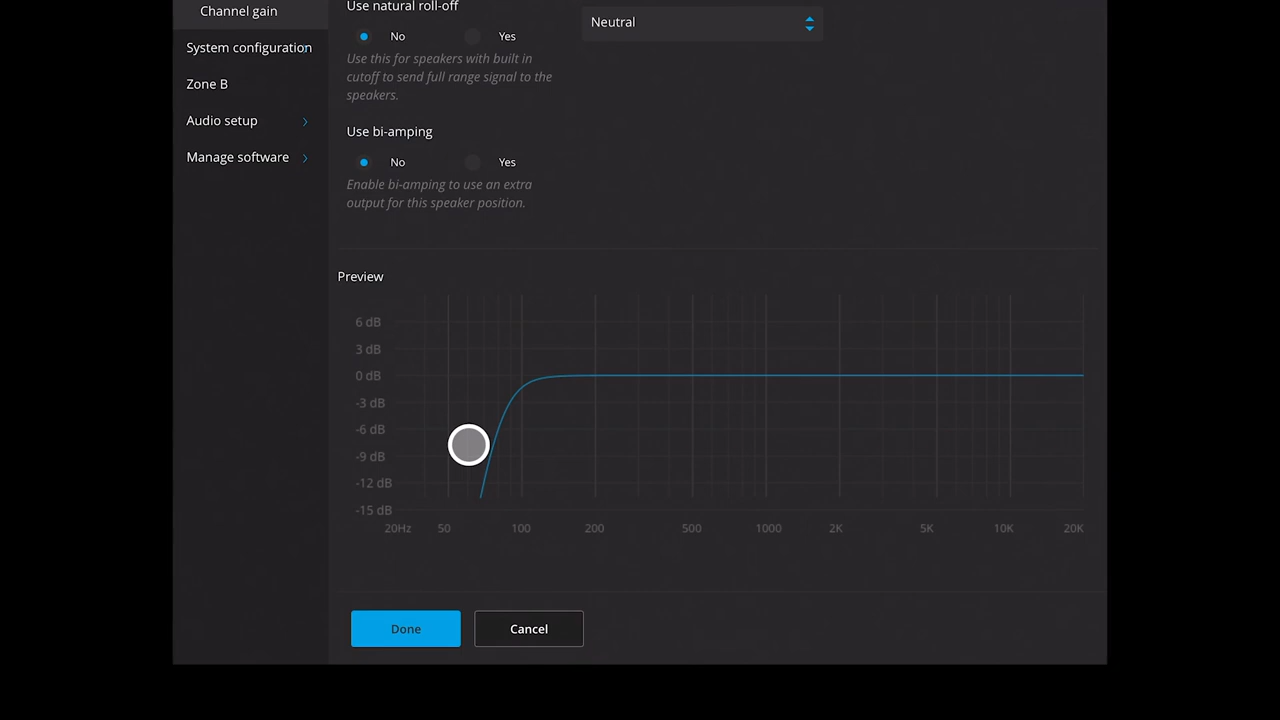 Channel gain
System configuration
Zone B
Audio setup
Manage software
Use natural roll-off
No Yes
Use this for speakers with built in
cutoff to send full range signal to the
speakers.
Neutral
Use bi-amping
No Yes
Enable bi-amping to use an extra
output for this speaker position.
Preview
6 dB
3 dB
0 dB
-3 dB
-6 dB
-9 dB
-12 dB
-15 dB
20Hz 50 100 200 500 1000 2K 5K 10K 20K
Done Cancel